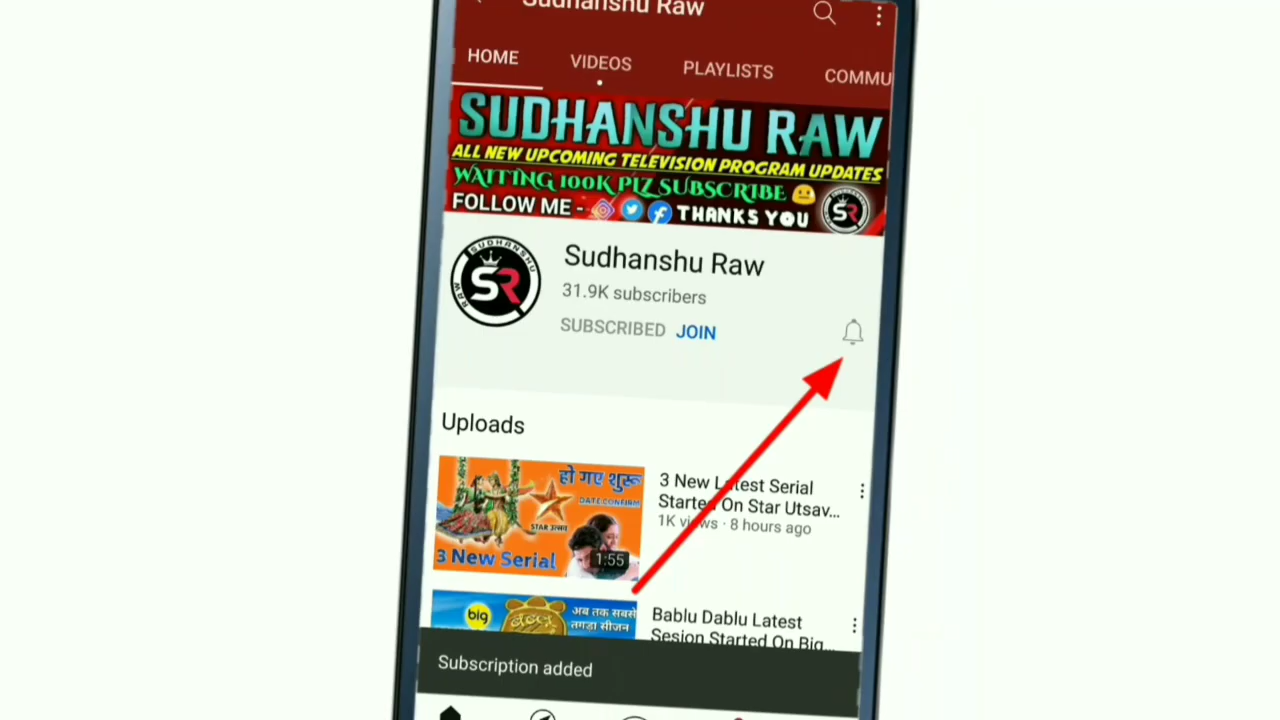 Sudhanshu Raw
HOME VIDEOS PLAYLISTS COMMU
SUDHANSHU RAW
ALL NEW UPCOMING TELEVISION PROGRAM UPDATES
WAITING 100K PLZ SUBSCRIBE
FOLLOW ME - THANKS YOU
SR
SUDHANSHU
SR
RAW
Sudhanshu Raw
31.9K subscribers
SUBSCRIBED JOIN
Uploads
हो गए शुरू
DATE CONFIRM
STAR उत्सव
3 New Serial
1:55
3 New Latest Serial
Started On Star Utsav...
1K views · 8 hours ago
big
अब तक सबसे
तगड़ा सीजन
Bablu Dablu Latest
Sesion Started On Big...
Subscription added